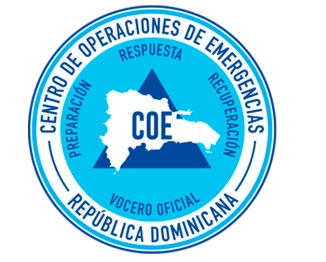 CENTRO DE OPERACIONES DE EMERGENCIAS
PREPARACIÓN
RESPUESTA
RECUPERACIÓN
COE
VOCERO OFICIAL
REPÚBLICA DOMINICANA